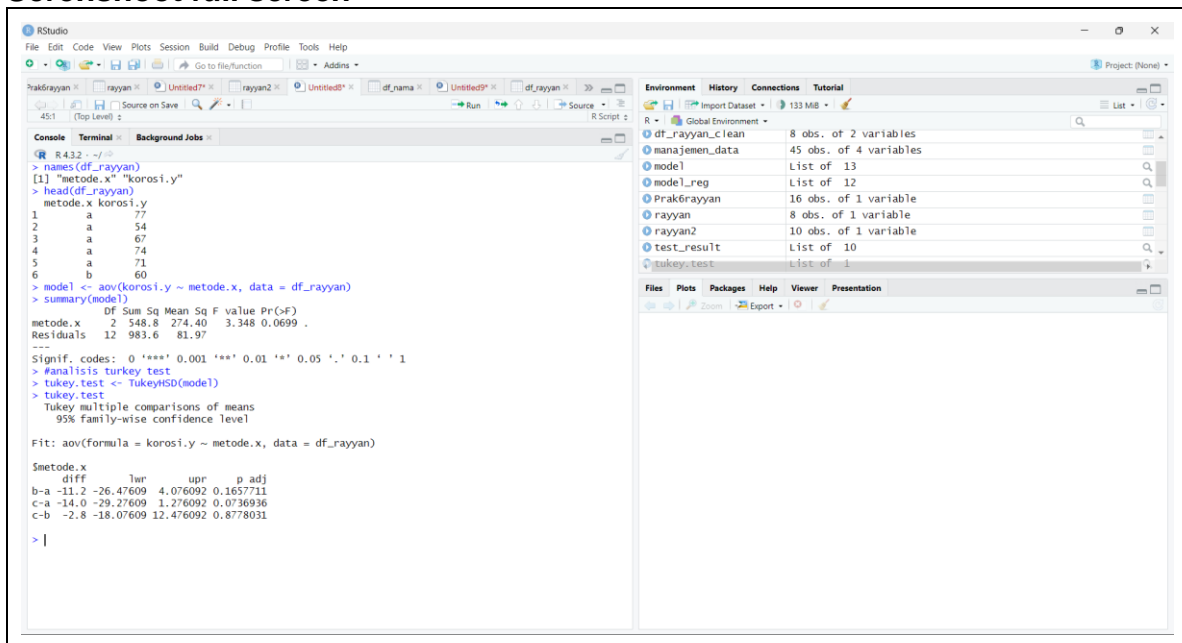 RStudio
File Edit Code View Plots Session Build Debug Profile Tools Help
Go to file/function Addins Project: (None)
Prak6rayyan rayyan Untitled7* rayyan2 Untitled8* df_nama Untitled9* df_rayyan
Source on Save Run Source
45:1 (Top Level) R Script
Console Terminal Background Jobs
R 4.3.2 · ~/
> names(df_rayyan)
[1] "metode.x" "korosi.y"
> head(df_rayyan)
metode.x korosi.y
1 a 77
2 a 54
3 a 67
4 a 74
5 a 71
6 b 60
> model <- aov(korosi.y ~ metode.x, data = df_rayyan)
> summary(model)
Df Sum Sq Mean Sq F value Pr(>F)
metode.x 2 548.8 274.40 3.348 0.0699 .
Residuals 12 983.6 81.97
---
Signif. codes: 0 ‘***’ 0.001 ‘**’ 0.01 ‘*’ 0.05 ‘.’ 0.1 ‘ ’ 1
> #analisis turkey test
> tukey.test <- TukeyHSD(model)
> tukey.test
Tukey multiple comparisons of means
95% family-wise confidence level
Fit: aov(formula = korosi.y ~ metode.x, data = df_rayyan)
$metode.x
diff lwr upr p adj
b-a -11.2 -26.47609 4.076092 0.1657711
c-a -14.0 -29.27609 1.276092 0.0736936
c-b -2.8 -18.07609 12.476092 0.8778031
>
Environment History Connections Tutorial
Import Dataset 133 MiB List
R Global Environment
df_rayyan_clean 8 obs. of 2 variables
manajemen_data 45 obs. of 4 variables
model List of 13
model_reg List of 12
Prak6rayyan 16 obs. of 1 variable
rayyan 8 obs. of 1 variable
rayyan2 10 obs. of 1 variable
test_result List of 10
tukey.test List of 1
Files Plots Packages Help Viewer Presentation
Zoom Export